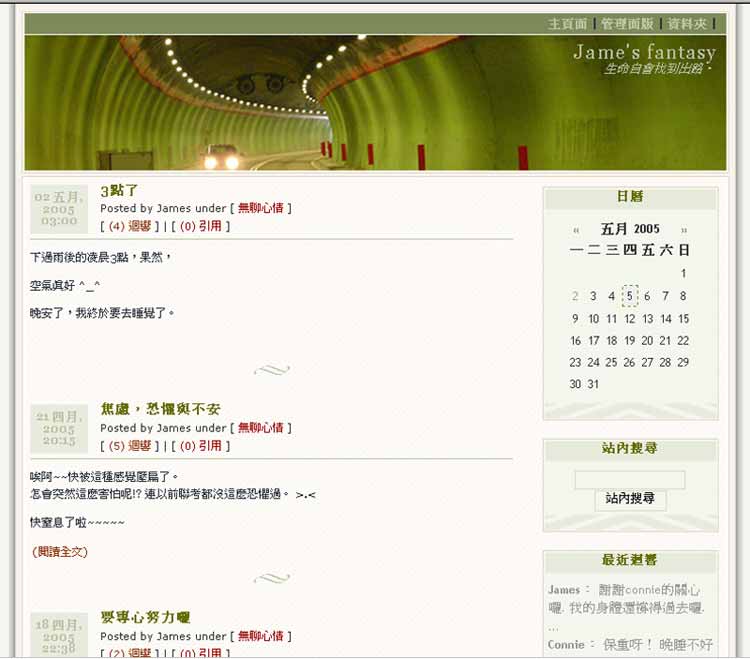 主頁面 | 管理面版 | 資料夾 |
Jame's fantasy
生命自會找到出路。
02 五月,
2005
03:00
3點了
Posted by James under [ 無聊心情 ]
[ (4) 迴響 ] | [ (0) 引用 ]
下過雨後的凌晨3點，果然，
空氣真好 ^_^
晚安了，我終於要去睡覺了。
21 四月,
2005
20:15
焦慮，恐懼與不安
Posted by James under [ 無聊心情 ]
[ (5) 迴響 ] | [ (0) 引用 ]
唉阿~~快被這種感覺壓扁了。
怎會突然這麼害怕呢!? 連以前聯考都沒這麼恐懼過。 >.<
快窒息了啦~~~~~
(閱讀全文)
18 四月,
2005
22:38
要專心努力囉
Posted by James under [ 無聊心情 ]
[ (2) 迴響 ] | [ (0) 引用 ]
日曆
« 五月 2005 »
一 二 三 四 五 六 日
1
2 3 4 5 6 7 8
9 10 11 12 13 14 15
16 17 18 19 20 21 22
23 24 25 26 27 28 29
30 31
站內搜尋
站內搜尋
最近迴響
James： 謝謝connie的關心
囉. 我的身體還撐得過去囉.
...
Connie： 保重呀！ 晚睡不好